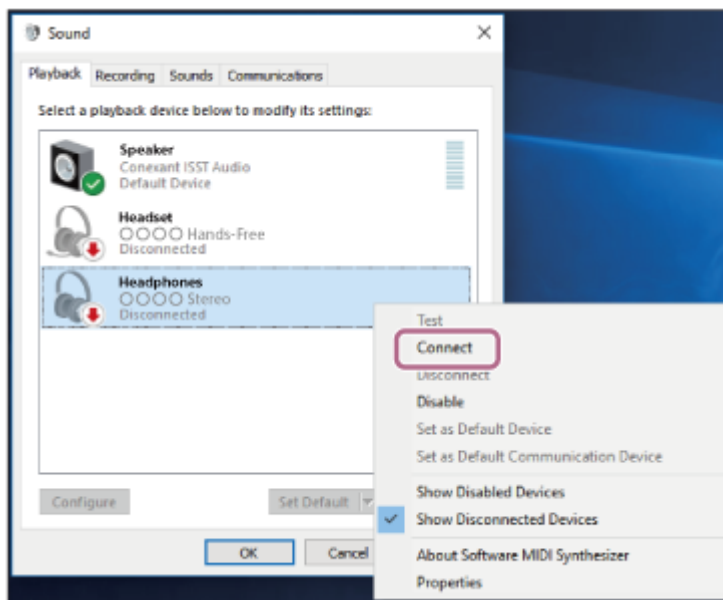 Sound
Playback Recording Sounds Communications
Select a playback device below to modify its settings:
Speaker
Conexant ISST Audio
Default Device
Headset
○○○○ Hands-Free
Disconnected
Headphones
○○○○ Stereo
Disconnected
Test
Connect
Disconnect
Disable
Set as Default Device
Set as Default Communication Device
Show Disabled Devices
Show Disconnected Devices
About Software MIDI Synthesizer
Properties
Configure Set Default
OK Cancel